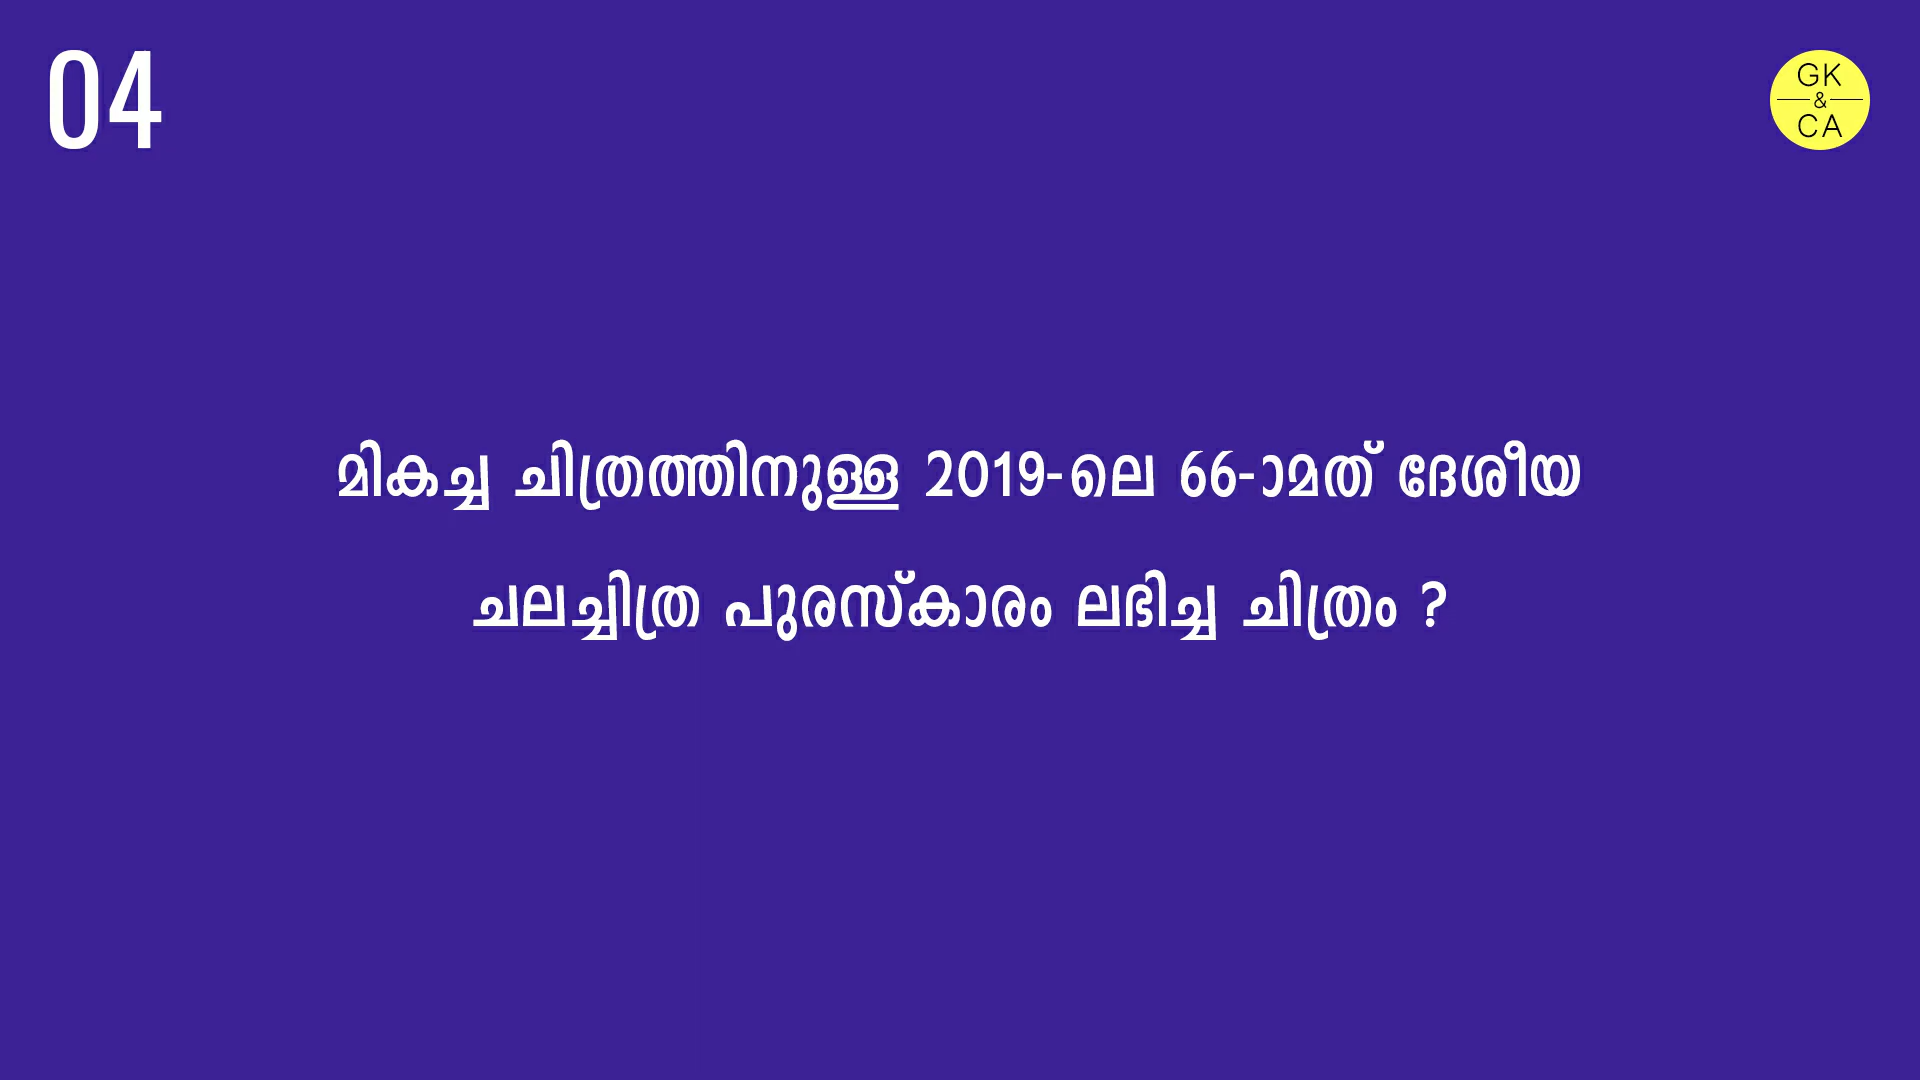 04
GK
&
CA
മികച്ച ചിത്രത്തിനുള്ള 2019-ലെ 66-ാമത് ദേശീയ
ചലച്ചിത്ര പുരസ്കാരം ലഭിച്ച ചിത്രം ?